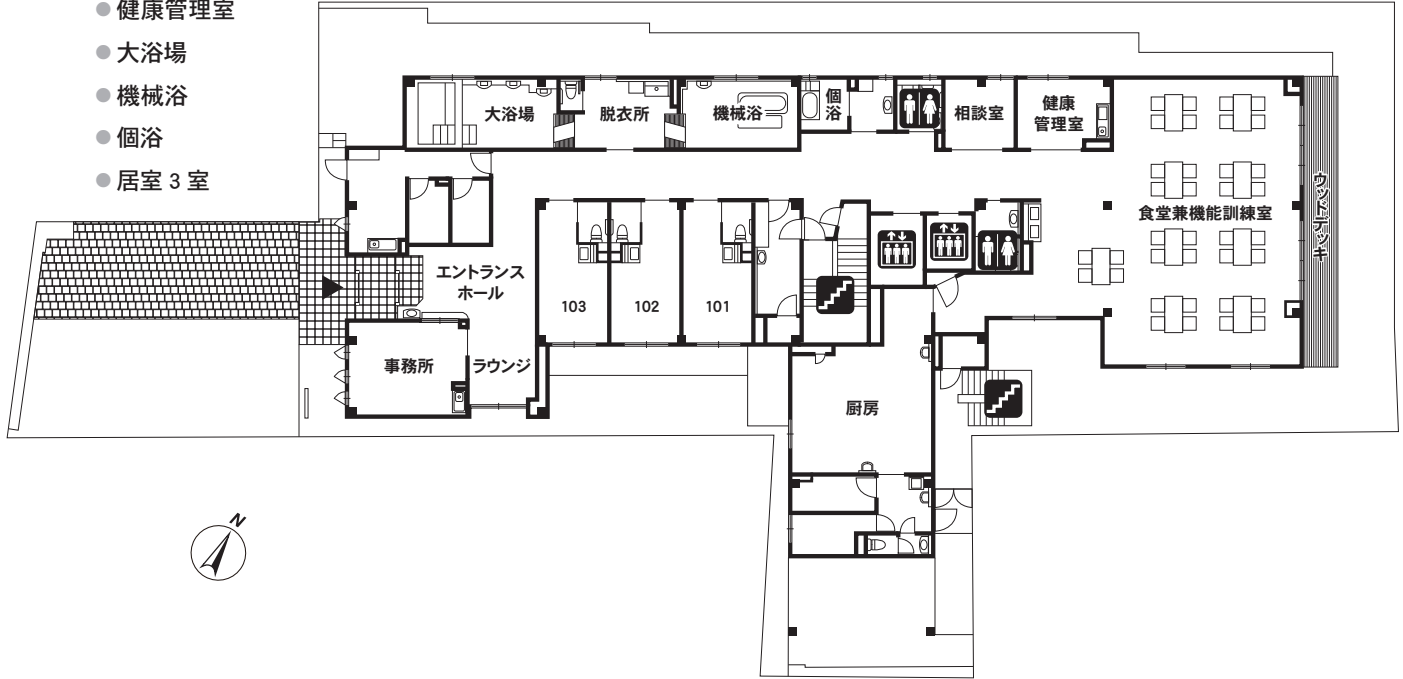 健康管理室
大浴場
機械浴
個浴
居室 3 室
大浴場
脱衣所
機械浴
個
浴
相談室
健康
管理室
食堂兼機能訓練室
ウッドデッキ
エントランス
ホール
103
102
101
事務所
ラウンジ
厨房
N